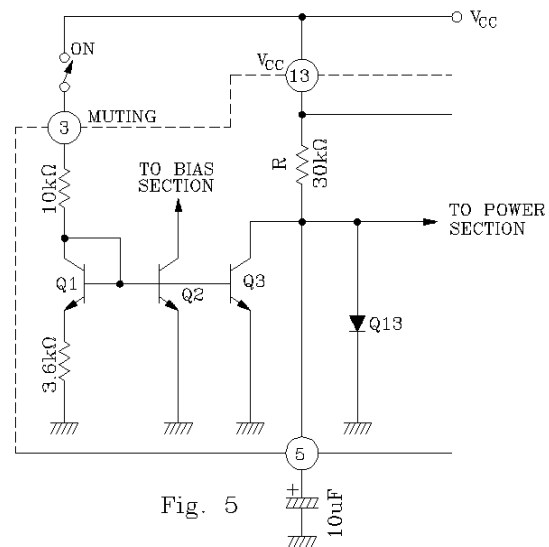 V_CC
ON
V_CC
13
3
MUTING
10kΩ
TO BIAS
SECTION
R
30kΩ
TO POWER
SECTION
Q1
Q2
Q3
Q13
3.6kΩ
5
+
10uF
Fig. 5